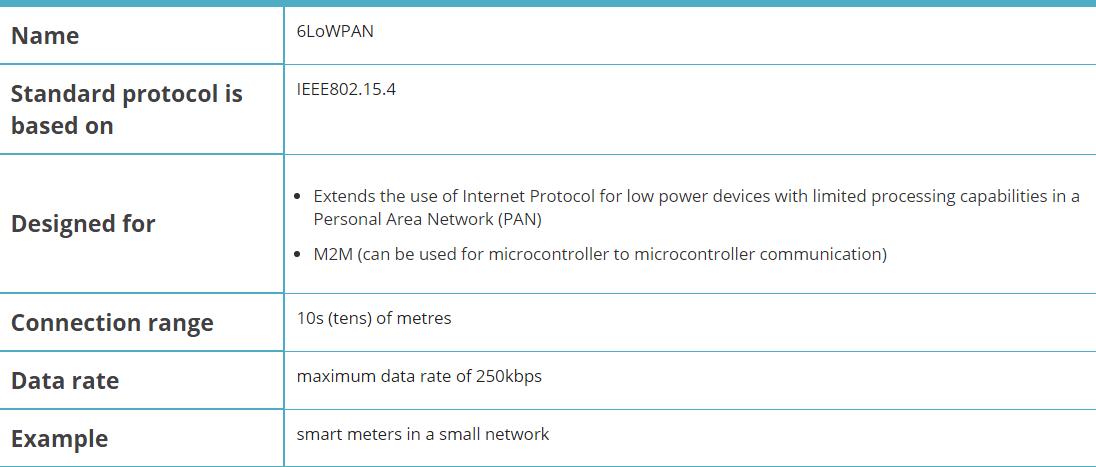 Name
6LoWPAN
Standard protocol is
based on
IEEE802.15.4
Designed for
• Extends the use of Internet Protocol for low power devices with limited processing capabilities in a
Personal Area Network (PAN)
• M2M (can be used for microcontroller to microcontroller communication)
Connection range
10s (tens) of metres
Data rate
maximum data rate of 250kbps
Example
smart meters in a small network